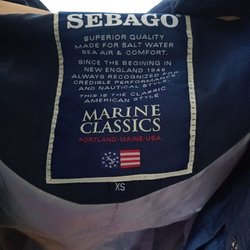 SEBAGO
SUPERIOR QUALITY
MADE FOR SALT WATER
SEA AIR & COMFORT.
SINCE THE BEGINING IN
NEW ENGLAND 1946
ALWAYS RECOGNIZED FOR
CREDIBLE PERFORMANCE
AND NAUTICAL STYLE
THIS IS THE CLASSIC
AMERICAN STYLE
MARINE
CLASSICS
PORTLAND-MAINE-USA
XS